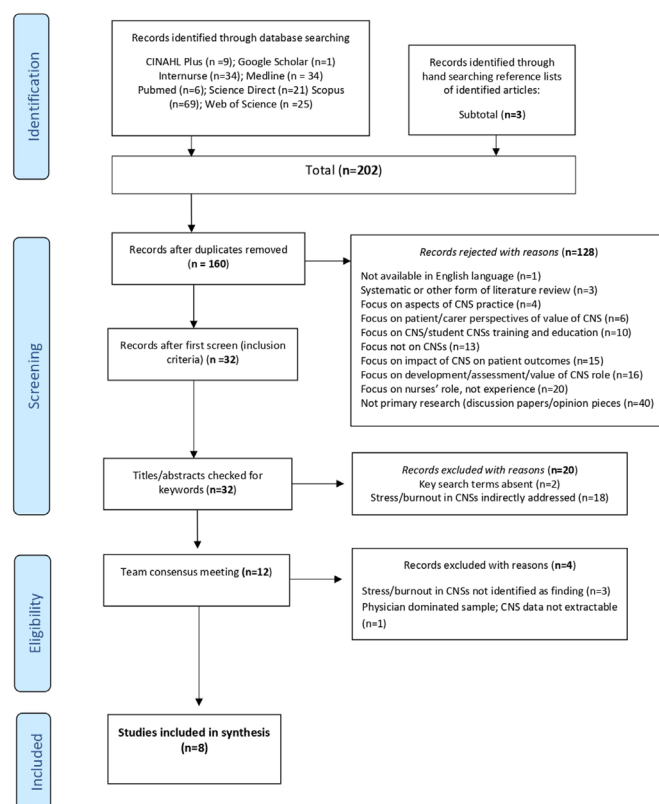 Identification
Records identified through database searching
CINAHL Plus (n =9); Google Scholar (n=1)
Internurse (n=34); Medline (n = 34)
Pubmed (n=6); Science Direct (n=21) Scopus
(n=69); Web of Science (n =25)
Records identified through
hand searching reference lists
of identified articles:
Subtotal (n=3)
Total (n=202)
Screening
Records after duplicates removed
(n = 160)
Records rejected with reasons (n=128)
Not available in English language (n=1)
Systematic or other form of literature review (n=3)
Focus on aspects of CNS practice (n=4)
Focus on patient/carer perspectives of value of CNS (n=6)
Focus on CNS/student CNSs training and education (n=10)
Focus not on CNSs (n=13)
Focus on impact of CNS on patient outcomes (n=15)
Focus on development/assessment/value of CNS role (n=16)
Focus on nurses’ role, not experience (n=20)
Not primary research (discussion papers/opinion pieces (n=40)
Records after first screen (inclusion
criteria) (n =32)
Titles/abstracts checked for
keywords (n=32)
Records excluded with reasons (n=20)
Key search terms absent (n=2)
Stress/burnout in CNSs indirectly addressed (n=18)
Eligibility
Team consensus meeting (n=12)
Records excluded with reasons (n=4)
Stress/burnout in CNSs not identified as finding (n=3)
Physician dominated sample; CNS data not extractable
(n=1)
Included
Studies included in synthesis
(n=8)